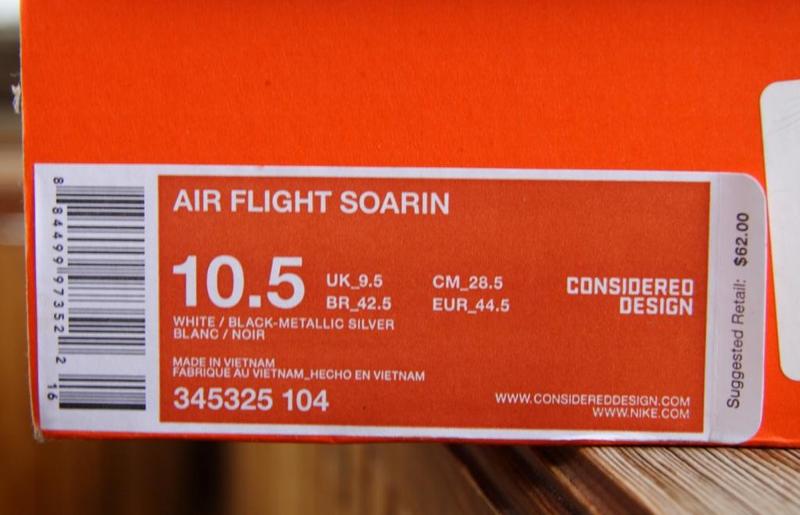 AIR FLIGHT SOARIN
10.5
UK_9.5
CM_28.5
BR_42.5
EUR_44.5
CONSIDERED
DESIGN
WHITE / BLACK-METALLIC SILVER
BLANC / NOIR
MADE IN VIETNAM
FABRIQUE AU VIETNAM_HECHO EN VIETNAM
345325 104
WWW.CONSIDEREDDESIGN.COM
WWW.NIKE.COM
8 84499 97352 2
16
Suggested Retail: $62.00